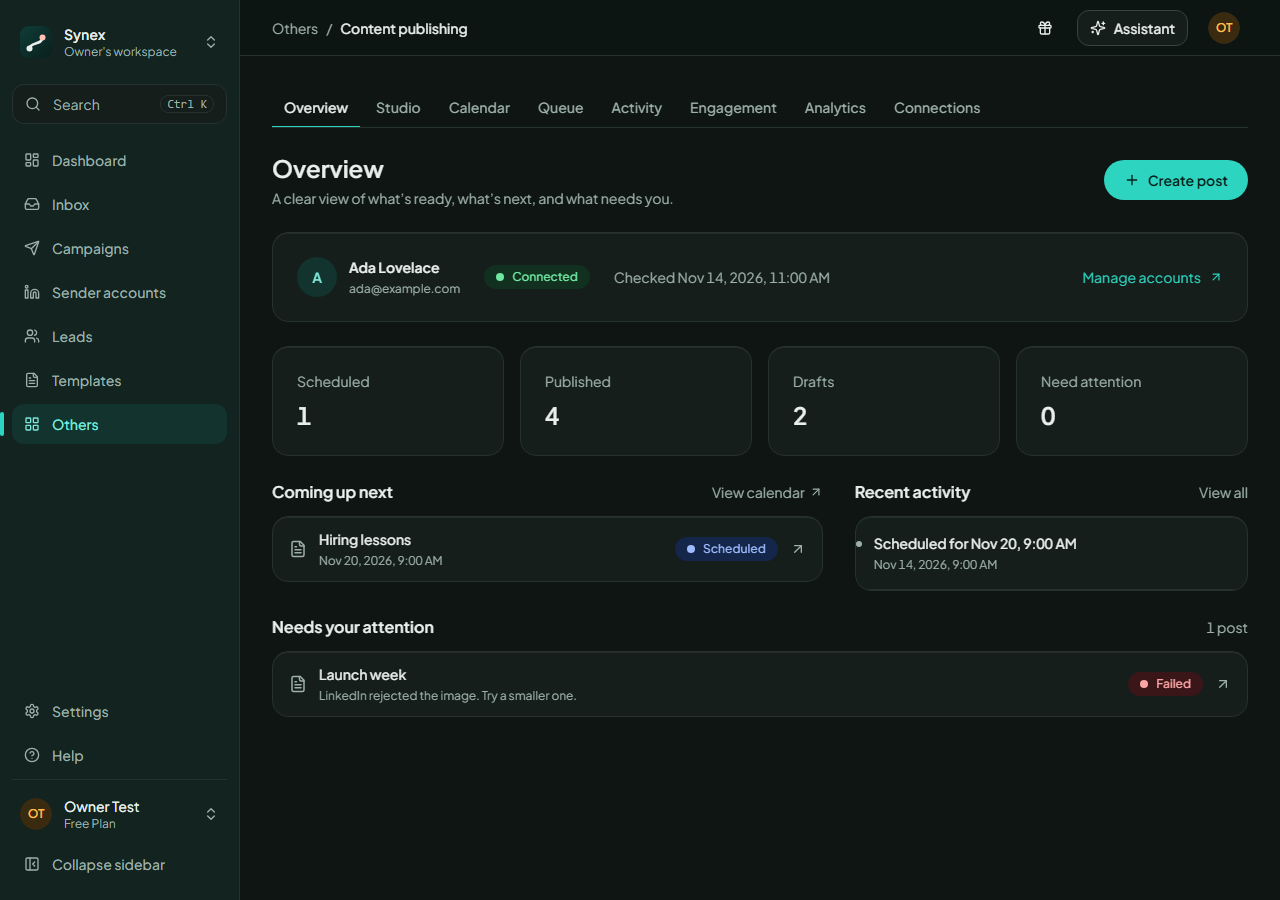 Synex
Owner's workspace
Search
Ctrl K
Dashboard
Inbox
Campaigns
Sender accounts
Leads
Templates
Others
Settings
Help
OT
Owner Test
Free Plan
Collapse sidebar
Others / Content publishing
Assistant
OT
Overview Studio Calendar Queue Activity Engagement Analytics Connections
Overview
A clear view of what's ready, what's next, and what needs you.
Create post
A
Ada Lovelace
ada@example.com
Connected
Checked Nov 14, 2026, 11:00 AM
Manage accounts
Scheduled
1
Published
4
Drafts
2
Need attention
0
Coming up next
View calendar
Hiring lessons
Nov 20, 2026, 9:00 AM
Scheduled
Recent activity
View all
Scheduled for Nov 20, 9:00 AM
Nov 14, 2026, 9:00 AM
Needs your attention
1 post
Launch week
LinkedIn rejected the image. Try a smaller one.
Failed